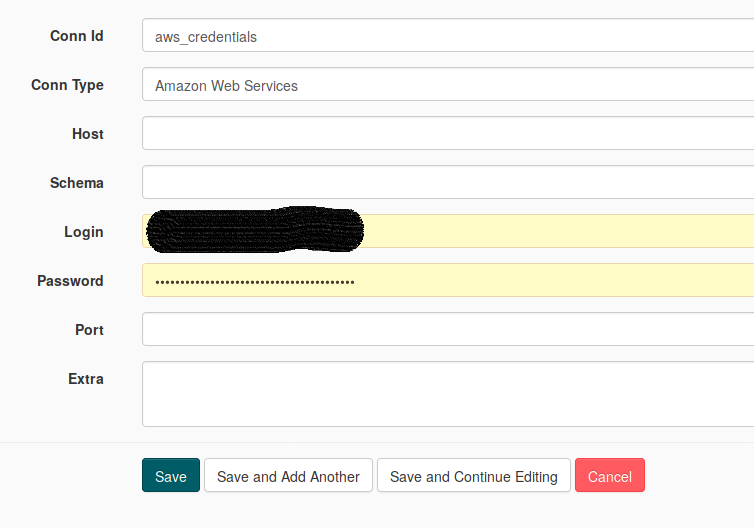 Conn Id aws_credentials
Conn Type Amazon Web Services
Host
Schema
Login
Password ••••••••••••••••••••••••••••••••••••••••
Port
Extra
Save Save and Add Another Save and Continue Editing Cancel